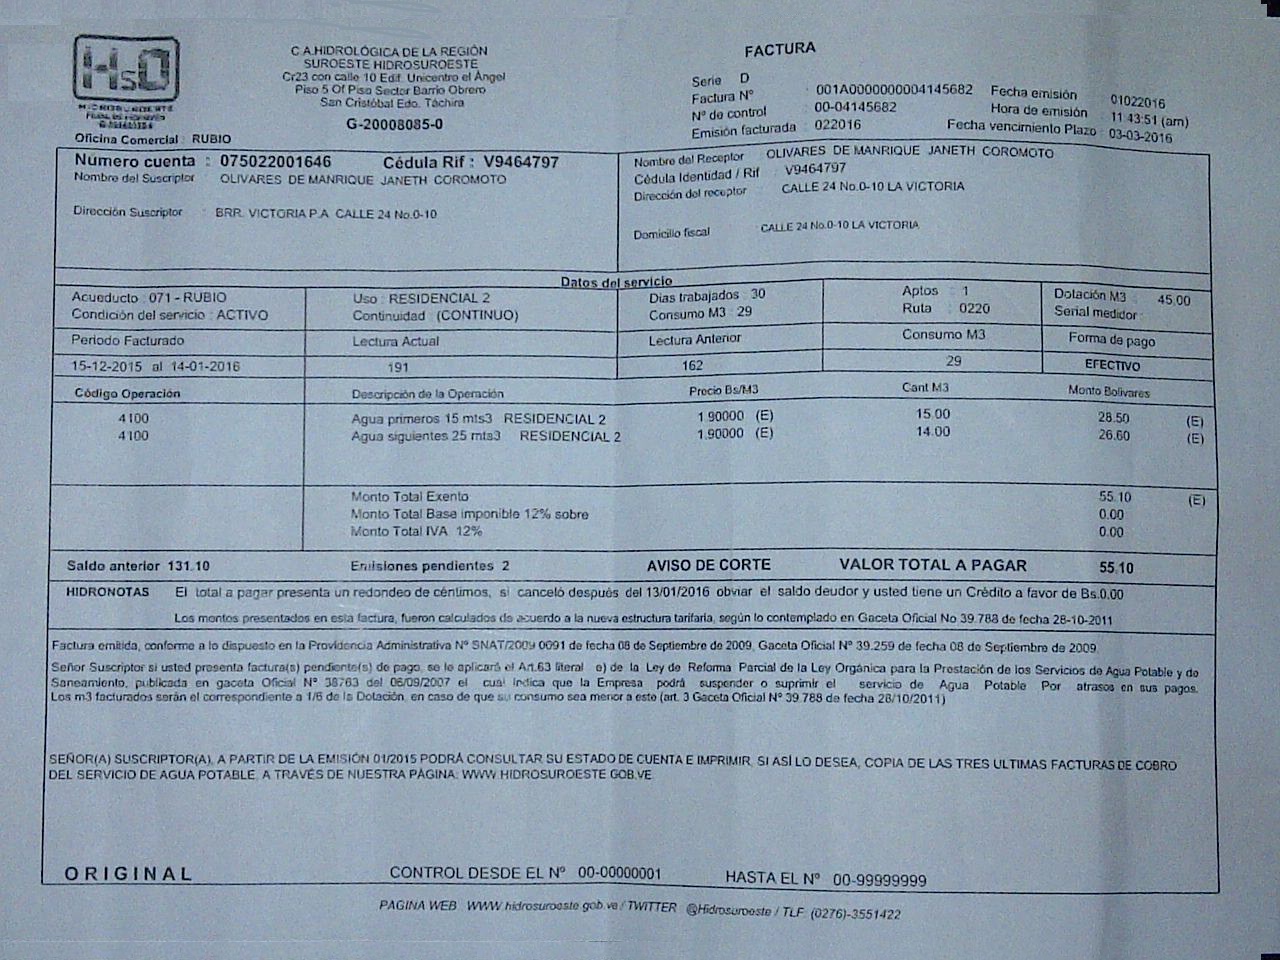 HSO
HIDROSUROESTE
C.A.HIDROLÓGICA DE LA REGIÓN
SUROESTE HIDROSUROESTE
Cr23 con calle 10 Edif. Unicentro el Ángel
Piso 5 Of Piso Sector Barrio Obrero
San Cristóbal Edo. Táchira
G-20008085-0
Oficina Comercial : RUBIO
FACTURA
Serie D
Factura Nº : 001A0000000004145682 Fecha emisión 01022016
Nº de control : 00-04145682 Hora de emisión : 11:43:51 (am)
Emisión facturada : 022016 Fecha vencimiento Plazo : 03-03-2016
Número cuenta : 075022001646 Cédula Rif : V9464797
Nombre del Suscriptor OLIVARES DE MANRIQUE JANETH COROMOTO
Dirección Suscriptor : BRR. VICTORIA P.A CALLE 24 No.0-10
Nombre del Receptor : OLIVARES DE MANRIQUE JANETH COROMOTO
Cédula Identidad / Rif : V9464797
Dirección del receptor CALLE 24 No.0-10 LA VICTORIA
Domicilio fiscal : CALLE 24 No.0-10 LA VICTORIA
Datos del servicio
Acueducto : 071 - RUBIO Uso : RESIDENCIAL 2 Dias trabajados : 30 Aptos : 1 Dotación M3 : 45.00
Condición del servicio : ACTIVO Continuidad : (CONTINUO) Consumo M3 : 29 Ruta : 0220 Serial medidor :
Periodo Facturado Lectura Actual Lectura Anterior Consumo M3 Forma de pago
15-12-2015 al 14-01-2016 191 162 29 EFECTIVO
Código Operación Descripción de la Operación Precio Bs/M3 Cant M3 Monto Bolivares
4100 Agua primeros 15 mts3 RESIDENCIAL 2 1.90000 (E) 15.00 28.50 (E)
4100 Agua siguientes 25 mts3 RESIDENCIAL 2 1.90000 (E) 14.00 26.60 (E)
Monto Total Exento 55.10 (E)
Monto Total Base imponible 12% sobre 0.00
Monto Total IVA 12% 0.00
Saldo anterior 131.10 Emisiones pendientes 2 AVISO DE CORTE VALOR TOTAL A PAGAR 55.10
HIDRONOTAS El total a pagar presenta un redondeo de céntimos, si canceló después del 13/01/2016 obviar el saldo deudor y usted tiene un Crédito a favor de Bs.0.00
Los montos presentados en esta factura, fueron calculados de acuerdo a la nueva estructura tarifaria, según lo contemplado en Gaceta Oficial No 39.788 de fecha 28-10-2011
Factura emitida, conforme a lo dispuesto en la Providencia Administrativa Nº SNAT/2009 0091 de fecha 08 de Septiembre de 2009, Gaceta Oficial Nº 39.259 de fecha 08 de Septiembre de 2009.
Señor Suscriptor si usted presenta factura(s) pendiente(s) de pago, se le aplicará el Art.63 literal e) de la Ley de Reforma Parcial de la Ley Orgánica para la Prestación de los Servicios de Agua Potable y de
Saneamiento, publicada en gaceta Oficial Nº 38763 del 06/09/2007 el cual indica que la Empresa podrá suspender o suprimir el servicio de Agua Potable Por atrasos en sus pagos.
Los m3 facturados serán el correspondiente a 1/6 de la Dotación, en caso de que su consumo sea menor a este (art. 3 Gaceta Oficial Nº 39.788 de fecha 28/10/2011)
SEÑOR(A) SUSCRIPTOR(A), A PARTIR DE LA EMISIÓN 01/2015 PODRÁ CONSULTAR SU ESTADO DE CUENTA E IMPRIMIR, SI ASÍ LO DESEA, COPIA DE LAS TRES ULTIMAS FACTURAS DE COBRO
DEL SERVICIO DE AGUA POTABLE, A TRAVÉS DE NUESTRA PÁGINA: WWW.HIDROSUROESTE.GOB.VE
ORIGINAL CONTROL DESDE EL Nº 00-00000001 HASTA EL Nº 00-99999999
PAGINA WEB : WWW.hidrosuroeste.gob.ve / TWITTER : @Hidrosuroeste / TLF: (0276)-3551422